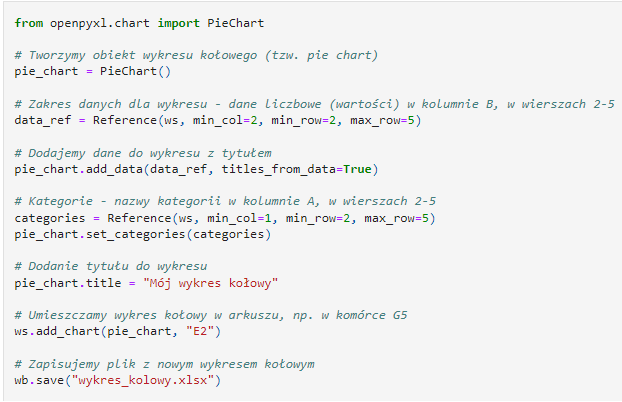 from openpyxl.chart import PieChart
# Tworzymy obiekt wykresu kołowego (tzw. pie chart)
pie_chart = PieChart()
# Zakres danych dla wykresu - dane liczbowe (wartości) w kolumnie B, w wierszach 2-5
data_ref = Reference(ws, min_col=2, min_row=2, max_row=5)
# Dodajemy dane do wykresu z tytułem
pie_chart.add_data(data_ref, titles_from_data=True)
# Kategorie - nazwy kategorii w kolumnie A, w wierszach 2-5
categories = Reference(ws, min_col=1, min_row=2, max_row=5)
pie_chart.set_categories(categories)
# Dodanie tytułu do wykresu
pie_chart.title = "Mój wykres kołowy"
# Umieszczamy wykres kołowy w arkuszu, np. w komórce G5
ws.add_chart(pie_chart, "E2")
# Zapisujemy plik z nowym wykresem kołowym
wb.save("wykres_kolowy.xlsx")